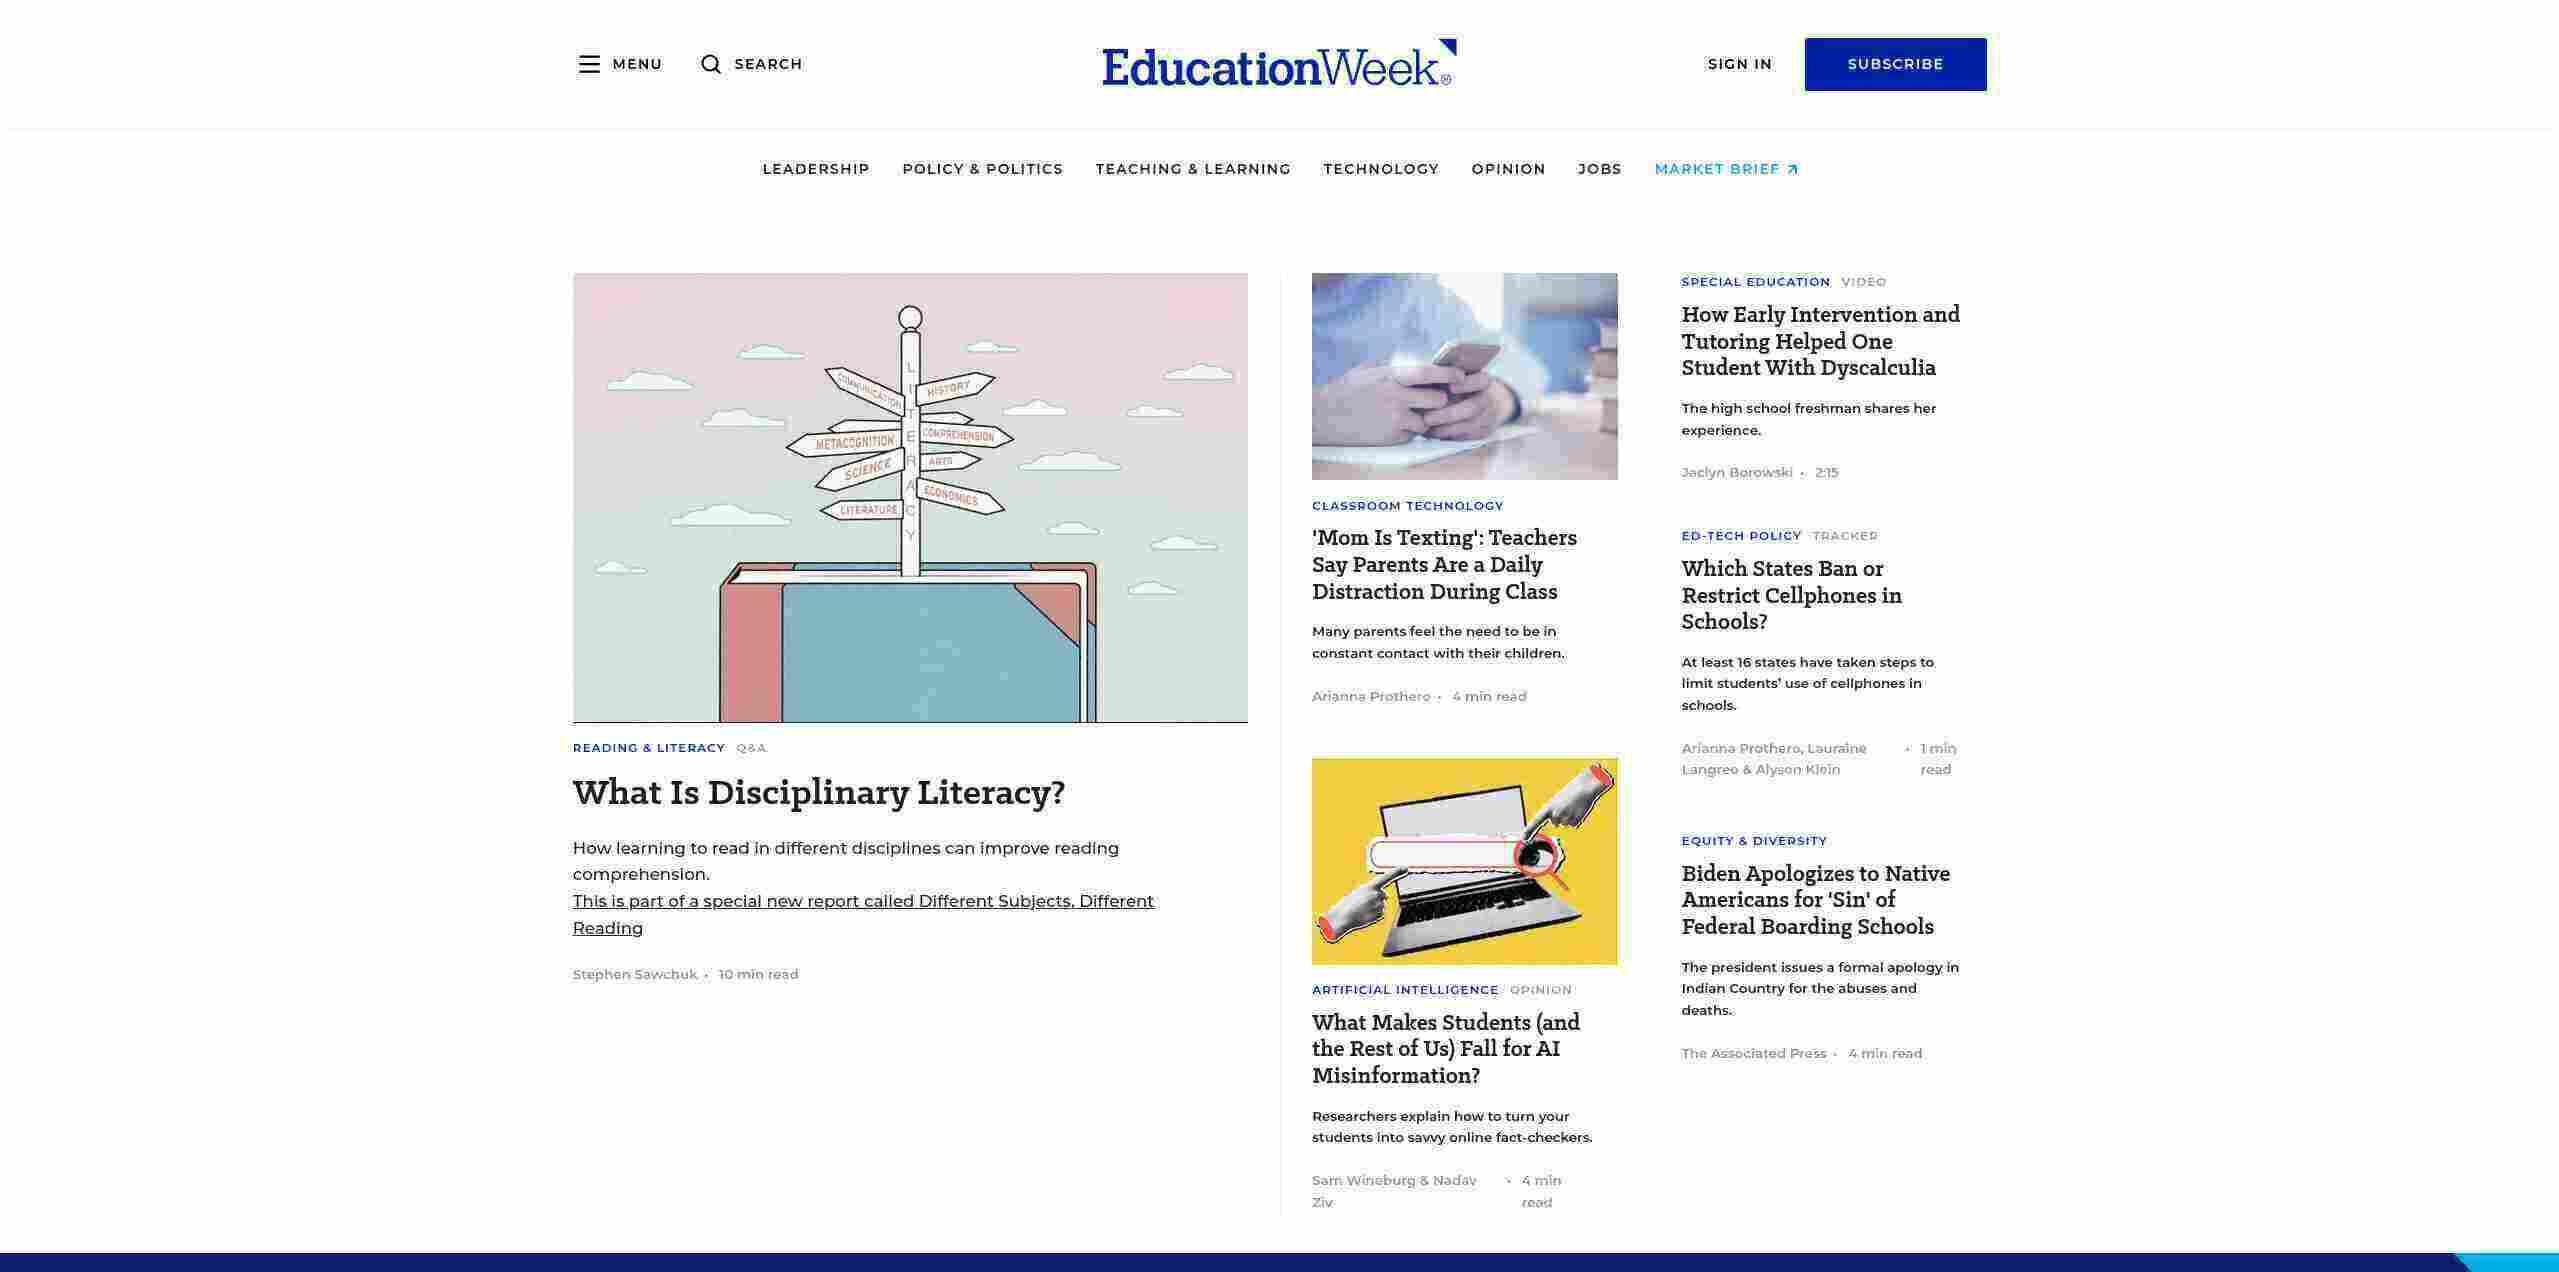 MENU
SEARCH
EducationWeek®
SIGN IN
SUBSCRIBE
LEADERSHIP
POLICY & POLITICS
TEACHING & LEARNING
TECHNOLOGY
OPINION
JOBS
MARKET BRIEF
LITERACY
COMMUNICATION
HISTORY
METACOGNITION
COMPREHENSION
SCIENCE
ARTS
ECONOMICS
LITERATURE
READING & LITERACY Q&A
What Is Disciplinary Literacy?
How learning to read in different disciplines can improve reading
comprehension.
This is part of a special new report called Different Subjects, Different
Reading
Stephen Sawchuk • 10 min read
CLASSROOM TECHNOLOGY
'Mom Is Texting': Teachers
Say Parents Are a Daily
Distraction During Class
Many parents feel the need to be in
constant contact with their children.
Arianna Prothero • 4 min read
ARTIFICIAL INTELLIGENCE OPINION
What Makes Students (and
the Rest of Us) Fall for AI
Misinformation?
Researchers explain how to turn your
students into savvy online fact-checkers.
Sam Wineburg & Nadav • 4 min
Ziv read
SPECIAL EDUCATION VIDEO
How Early Intervention and
Tutoring Helped One
Student With Dyscalculia
The high school freshman shares her
experience.
Jaclyn Borowski • 2:15
ED-TECH POLICY TRACKER
Which States Ban or
Restrict Cellphones in
Schools?
At least 16 states have taken steps to
limit students’ use of cellphones in
schools.
Arianna Prothero, Lauraine • 1 min
Langreo & Alyson Klein read
EQUITY & DIVERSITY
Biden Apologizes to Native
Americans for 'Sin' of
Federal Boarding Schools
The president issues a formal apology in
Indian Country for the abuses and
deaths.
The Associated Press • 4 min read